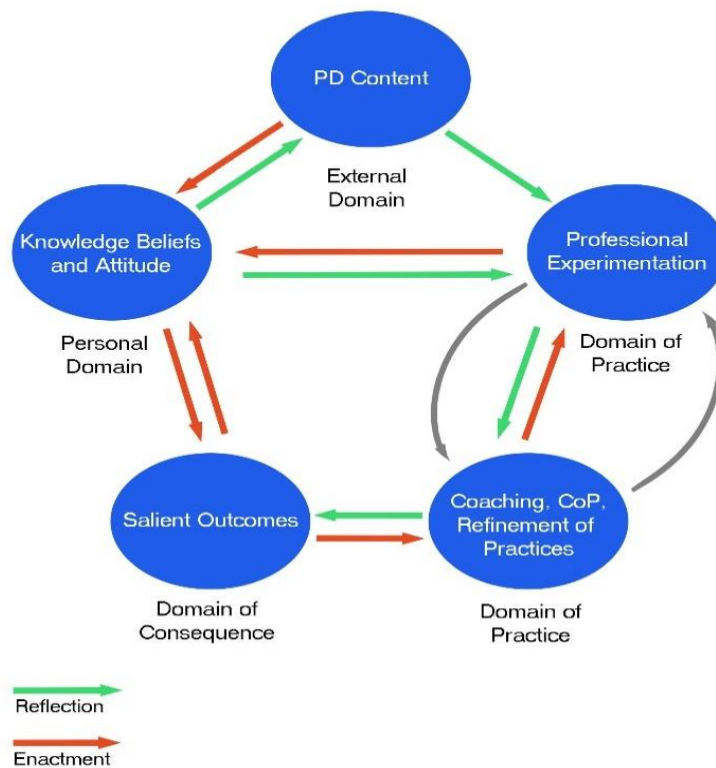 PD Content
External
Domain
Knowledge Beliefs
and Attitude
Professional
Experimentation
Personal
Domain
Domain of
Practice
Salient Outcomes
Coaching, CoP,
Refinement of
Practices
Domain of
Consequence
Domain of
Practice
Reflection
Enactment